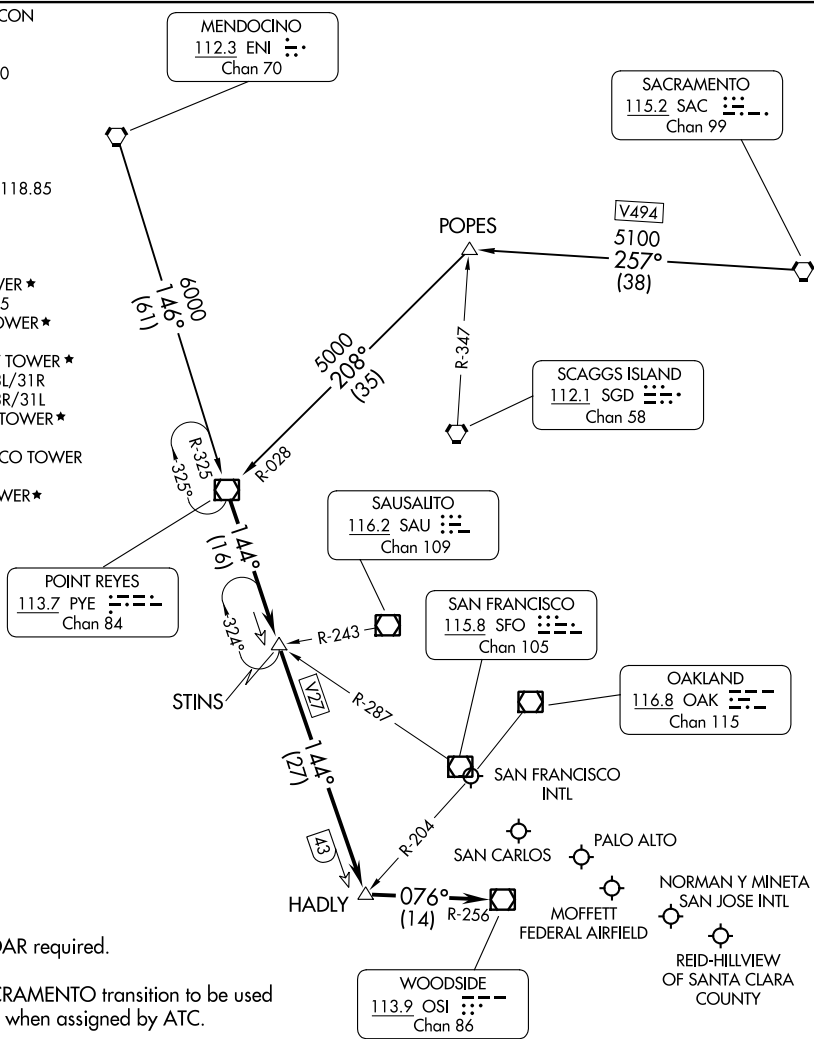 CON
MENDOCINO
112.3 ENI
Chan 70
0
SACRAMENTO
115.2 SAC
Chan 99
118.85
V494
5100
257°
(38)
POPES
6000
146°
(61)
5000
208°
(35)
R-347
VER★
5
OWER★
TOWER★
L/31R
R/31L
TOWER★
CO TOWER
WER★
SCAGGS ISLAND
112.1 SGD
Chan 58
R-325
325°
R-028
SAUSALITO
116.2 SAU
Chan 109
144°
(16)
POINT REYES
113.7 PYE
Chan 84
SAN FRANCISCO
115.8 SFO
Chan 105
324°
R-243
OAKLAND
116.8 OAK
Chan 115
STINS
V27
R-287
144°
(27)
SAN FRANCISCO
INTL
R-204
SAN CARLOS
PALO ALTO
43
HADLY
076°
(14)
R-256
MOFFETT
FEDERAL AIRFIELD
NORMAN Y MINETA
SAN JOSE INTL
REID-HILLVIEW
OF SANTA CLARA
COUNTY
DAR required.
WOODSIDE
113.9 OSI
Chan 86
CRAMENTO transition to be used
when assigned by ATC.